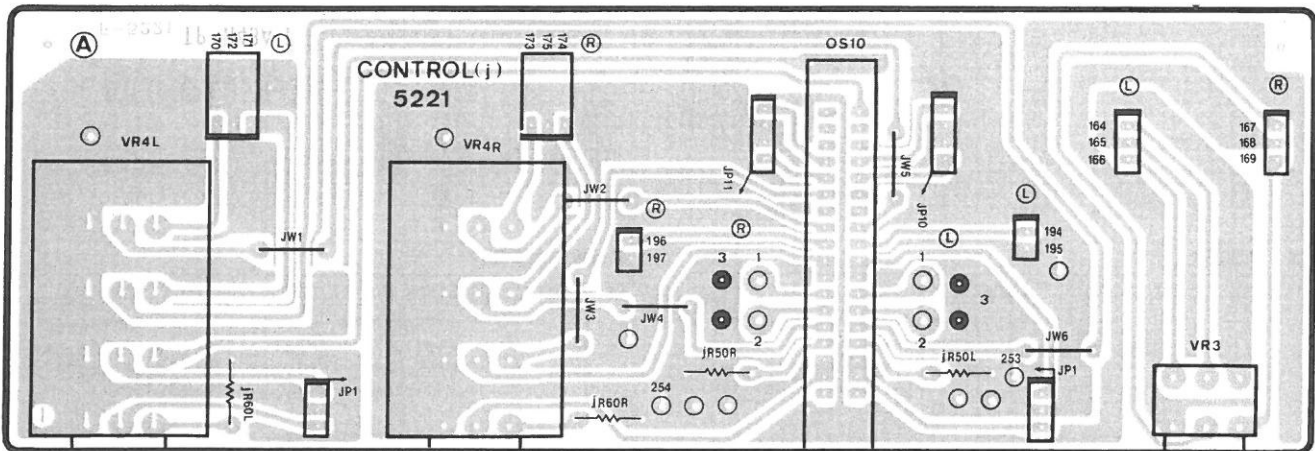 A
170
172
171
L
CONTROL(j)
5221
173
175
174
R
OS10
VR4L
VR4R
JP11
JW5
JP10
L
164
165
166
R
167
168
169
JW1
JW2
R
196
197
R
3
1
2
L
1
3
2
L
194
195
JW3
JW4
jR50R
jR50L
253
JW6
JP1
VR3
jR60L
JP1
254
jR60R